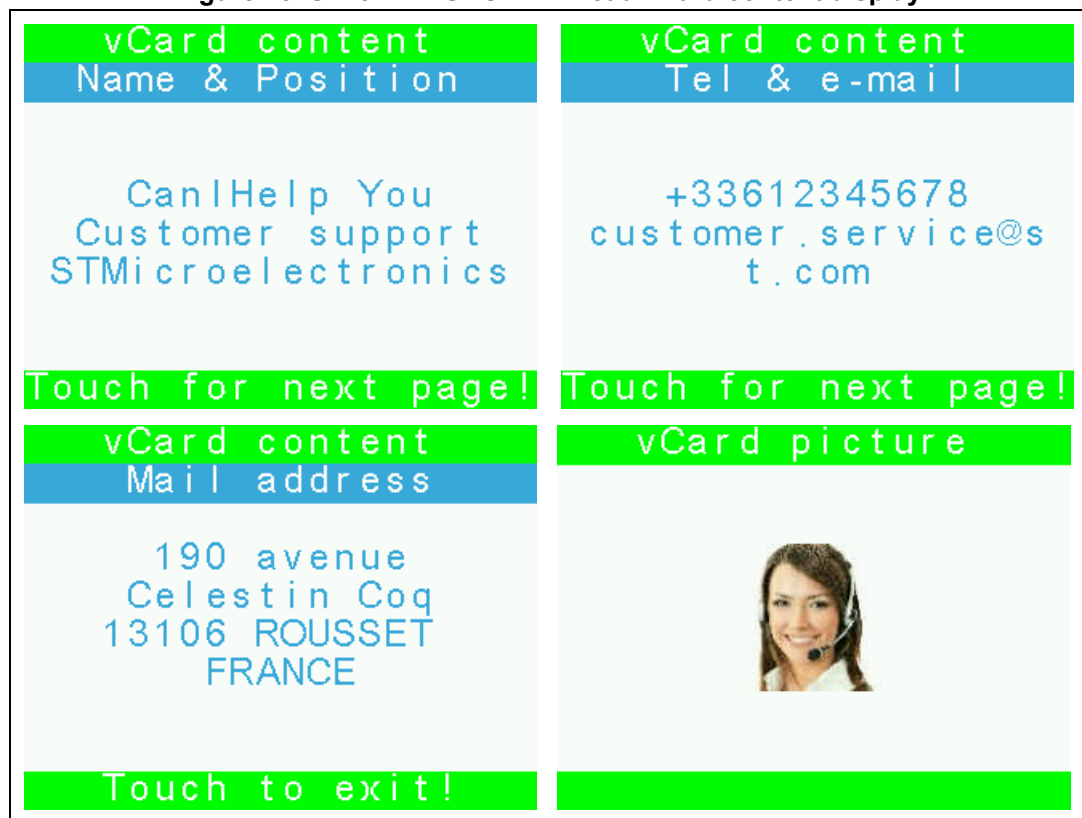 vCard content
Name & Position
CanIHelp You
Customer support
STMicroelectronics
Touch for next page!
vCard content
Tel & e-mail
+33612345678
customer.service@s
t.com
Touch for next page!
vCard content
Mail address
190 avenue
Celestin Coq
13106 ROUSSET
FRANCE
Touch to exit!
vCard picture